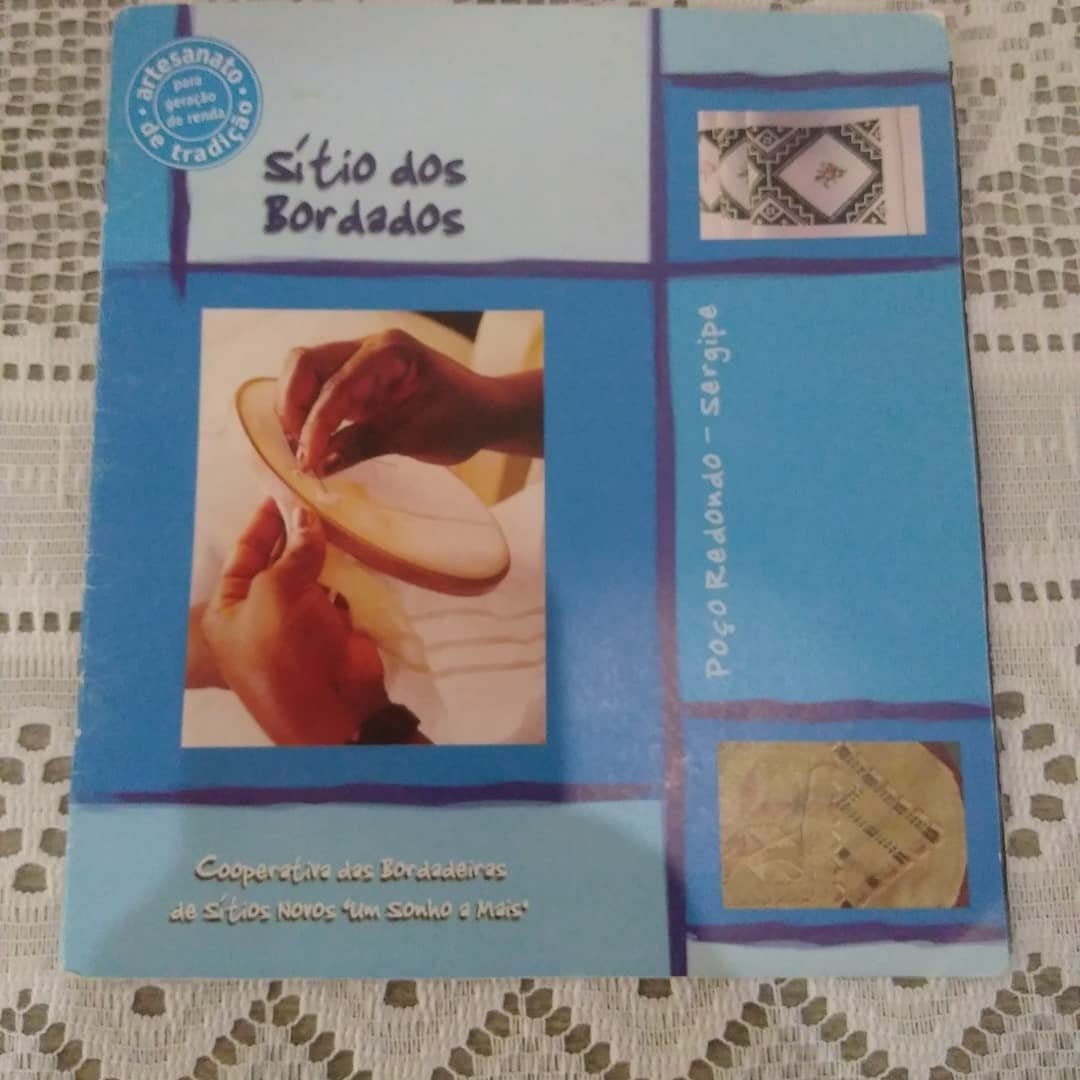 artesanato
para
geração
de renda
de tradição
Sítio dos
Bordados
Poço Redondo - Sergipe
Cooperativa das Bordadeiras
de Sítios Novos "Um Sonho a Mais"